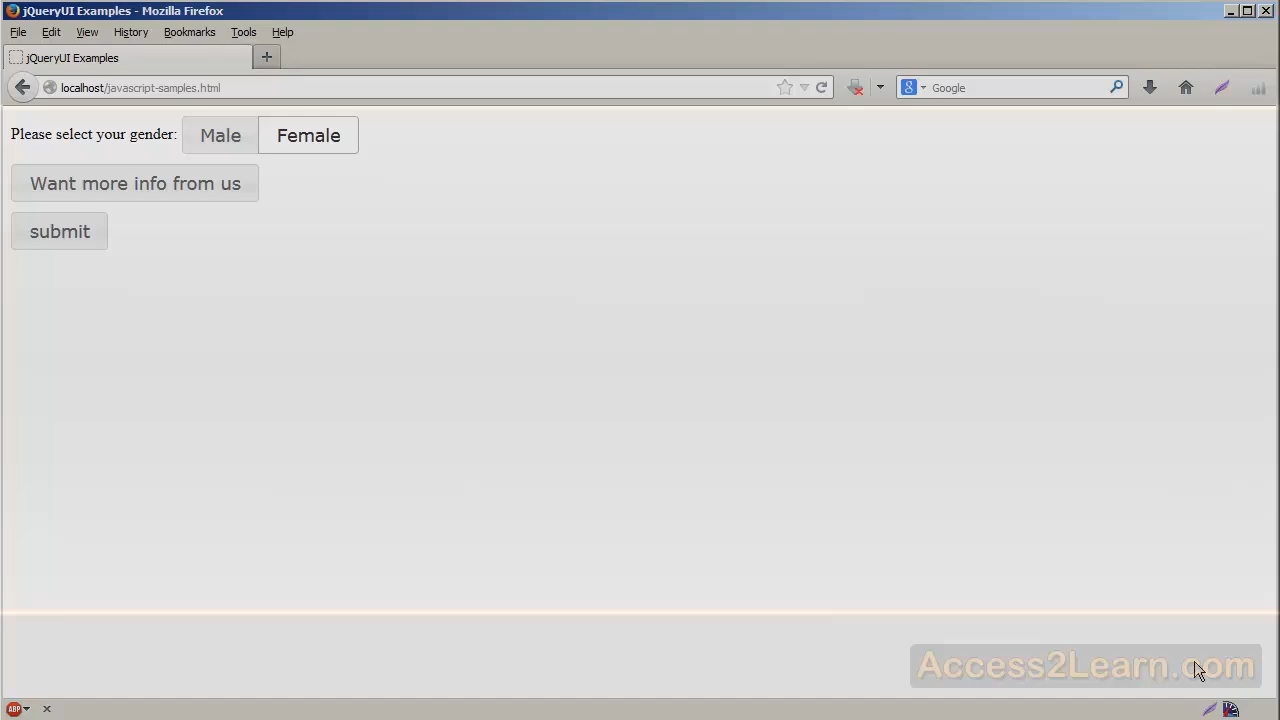 jQueryUI Examples - Mozilla Firefox
File Edit View History Bookmarks Tools Help
jQueryUI Examples
localhost/javascript-samples.html
Google
Please select your gender: Male Female
Want more info from us
submit
Access2Learn.com
ABP